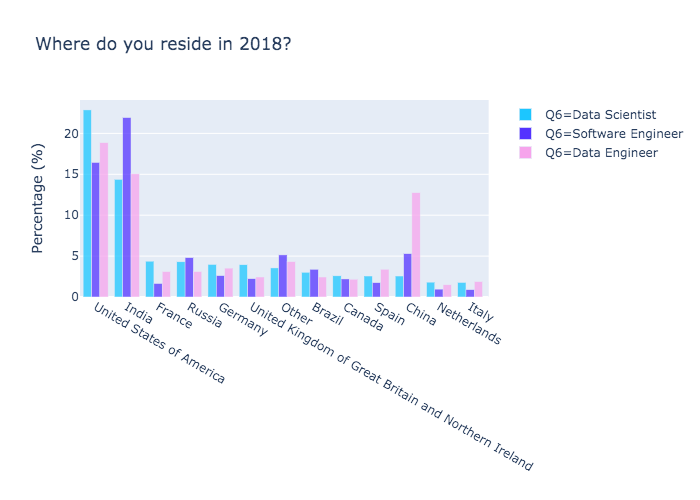 Where do you reside in 2018?
Q6=Data Scientist
Q6=Software Engineer
Q6=Data Engineer
Percentage (%)
20
15
10
5
0
United States of America
India
France
Russia
Germany
United Kingdom of Great Britain and Northern Ireland
Other
Brazil
Canada
Spain
China
Netherlands
Italy